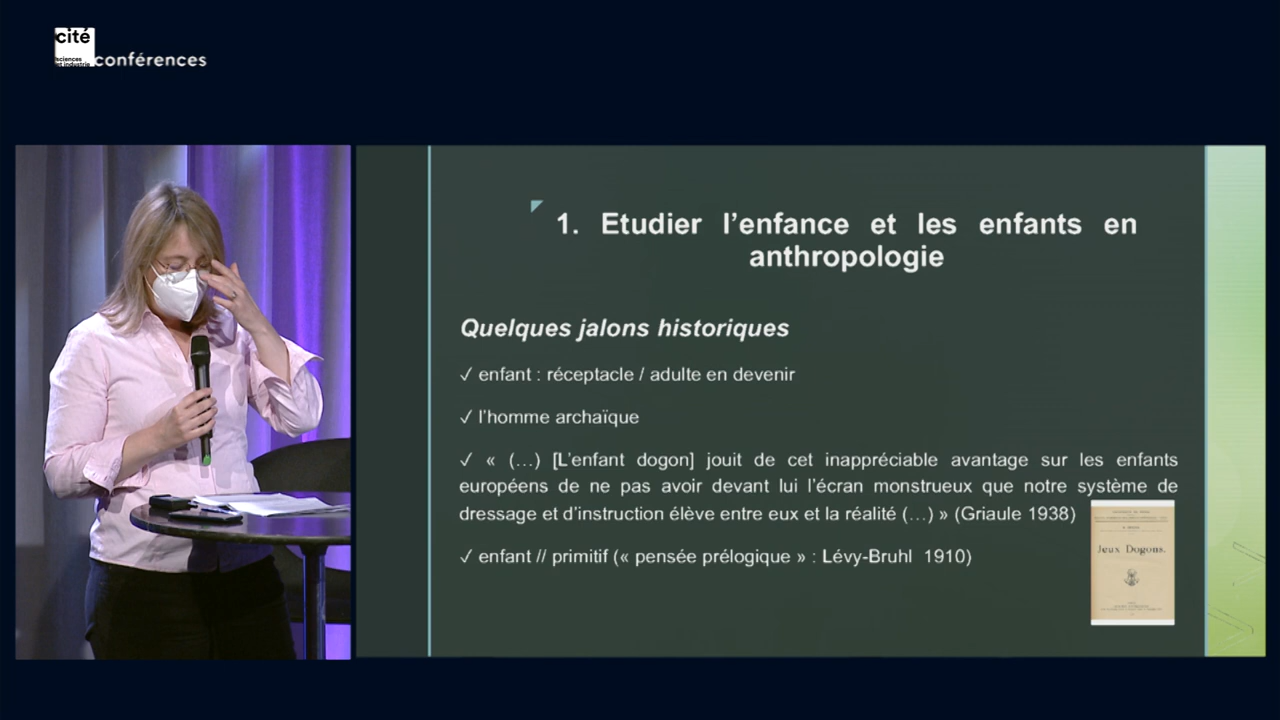 cité
sciences
et industrie
conférences
1. Etudier l’enfance et les enfants en
anthropologie
Quelques jalons historiques
✓ enfant : réceptacle / adulte en devenir
✓ l’homme archaïque
✓ « (…) [L’enfant dogon] jouit de cet inappréciable avantage sur les enfants
européens de ne pas avoir devant lui l’écran monstrueux que notre système de
dressage et d’instruction élève entre eux et la réalité (…) » (Griaule 1938)
✓ enfant // primitif (« pensée prélogique » : Lévy-Bruhl 1910)
Jeux Dogons.